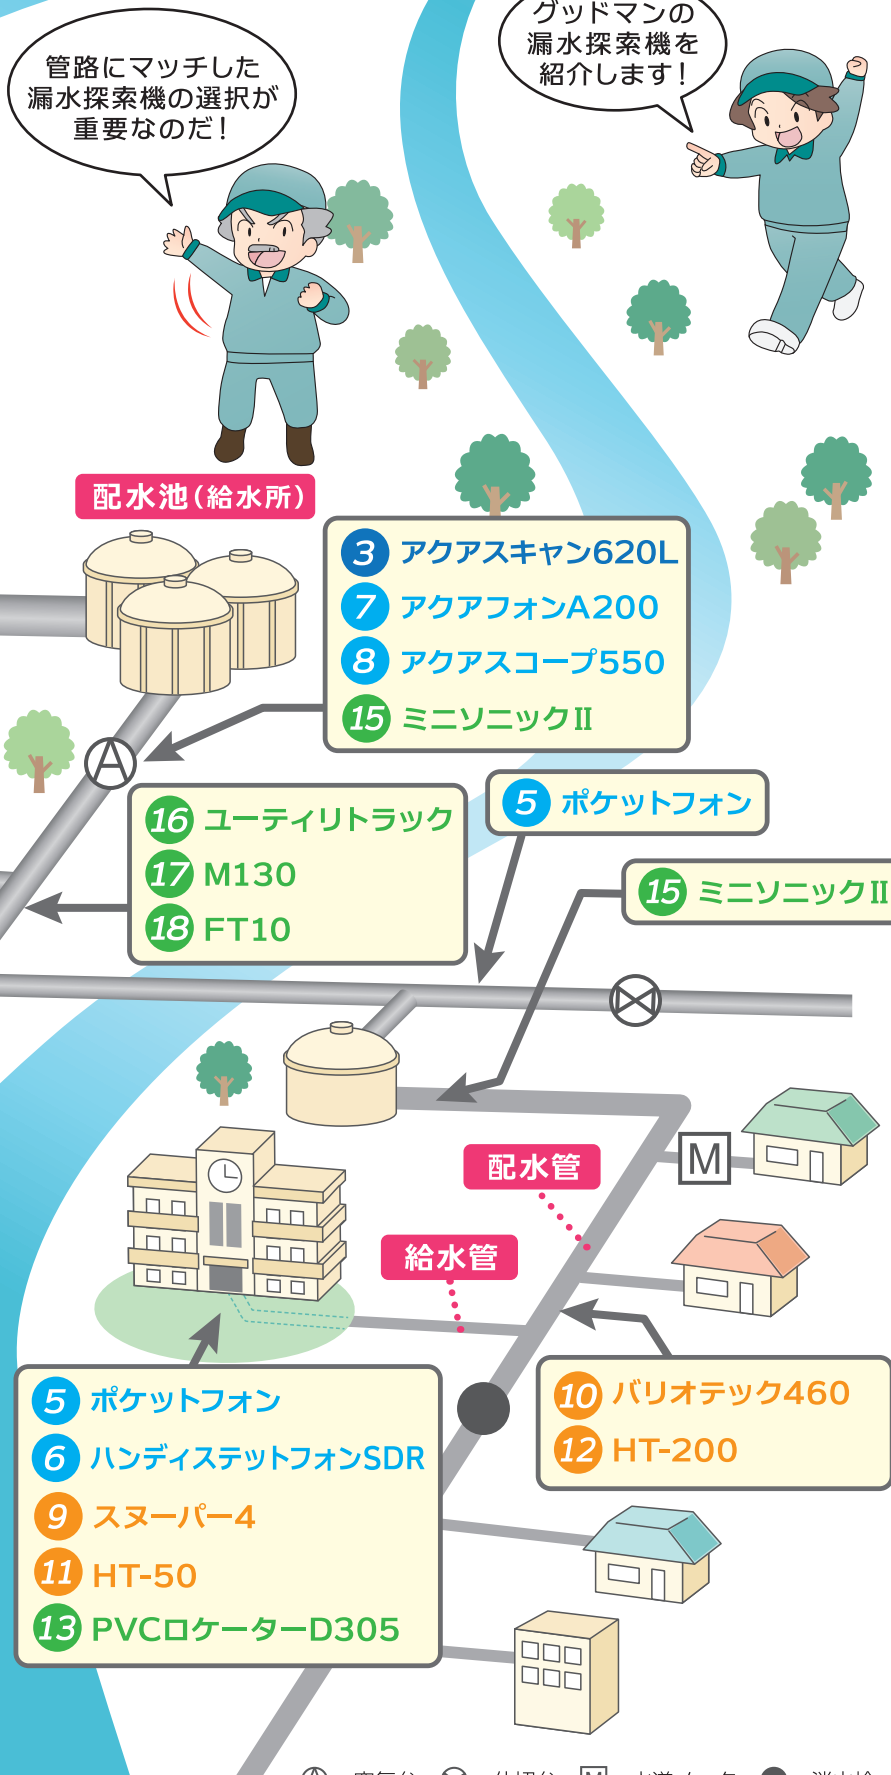 管路にマッチした
漏水探索機の選択が
重要なのだ！
グッドマンの
漏水探索機を
紹介します！
配水池（給水所）
3 アクアスキャン620L
7 アクアフォンA200
8 アクアスコープ550
15 ミニソニックⅡ
A
16 ユーティリトラック
17 M130
18 FT10
5 ポケットフォン
15 ミニソニックⅡ
配水管
M
給水管
5 ポケットフォン
6 ハンディステットフォンSDR
9 スヌーパー4
11 HT-50
13 PVCロケーターD305
10 バリオテック460
12 HT-200